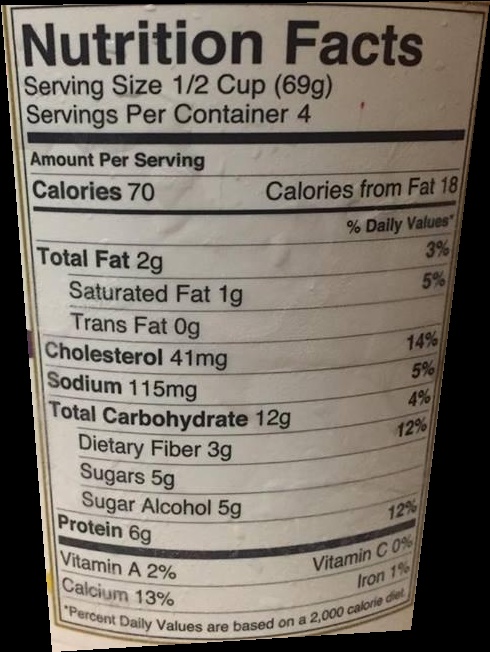 Nutrition Facts
Serving Size 1/2 Cup (69g)
Servings Per Container 4
Amount Per Serving
Calories 70 Calories from Fat 18
% Daily Values*
Total Fat 2g 3%
Saturated Fat 1g 5%
Trans Fat 0g
Cholesterol 41mg 14%
Sodium 115mg 5%
Total Carbohydrate 12g 4%
Dietary Fiber 3g 12%
Sugars 5g
Sugar Alcohol 5g
Protein 6g 12%
Vitamin A 2% Vitamin C 0%
Calcium 13% Iron 1%
*Percent Daily Values are based on a 2,000 calorie diet.